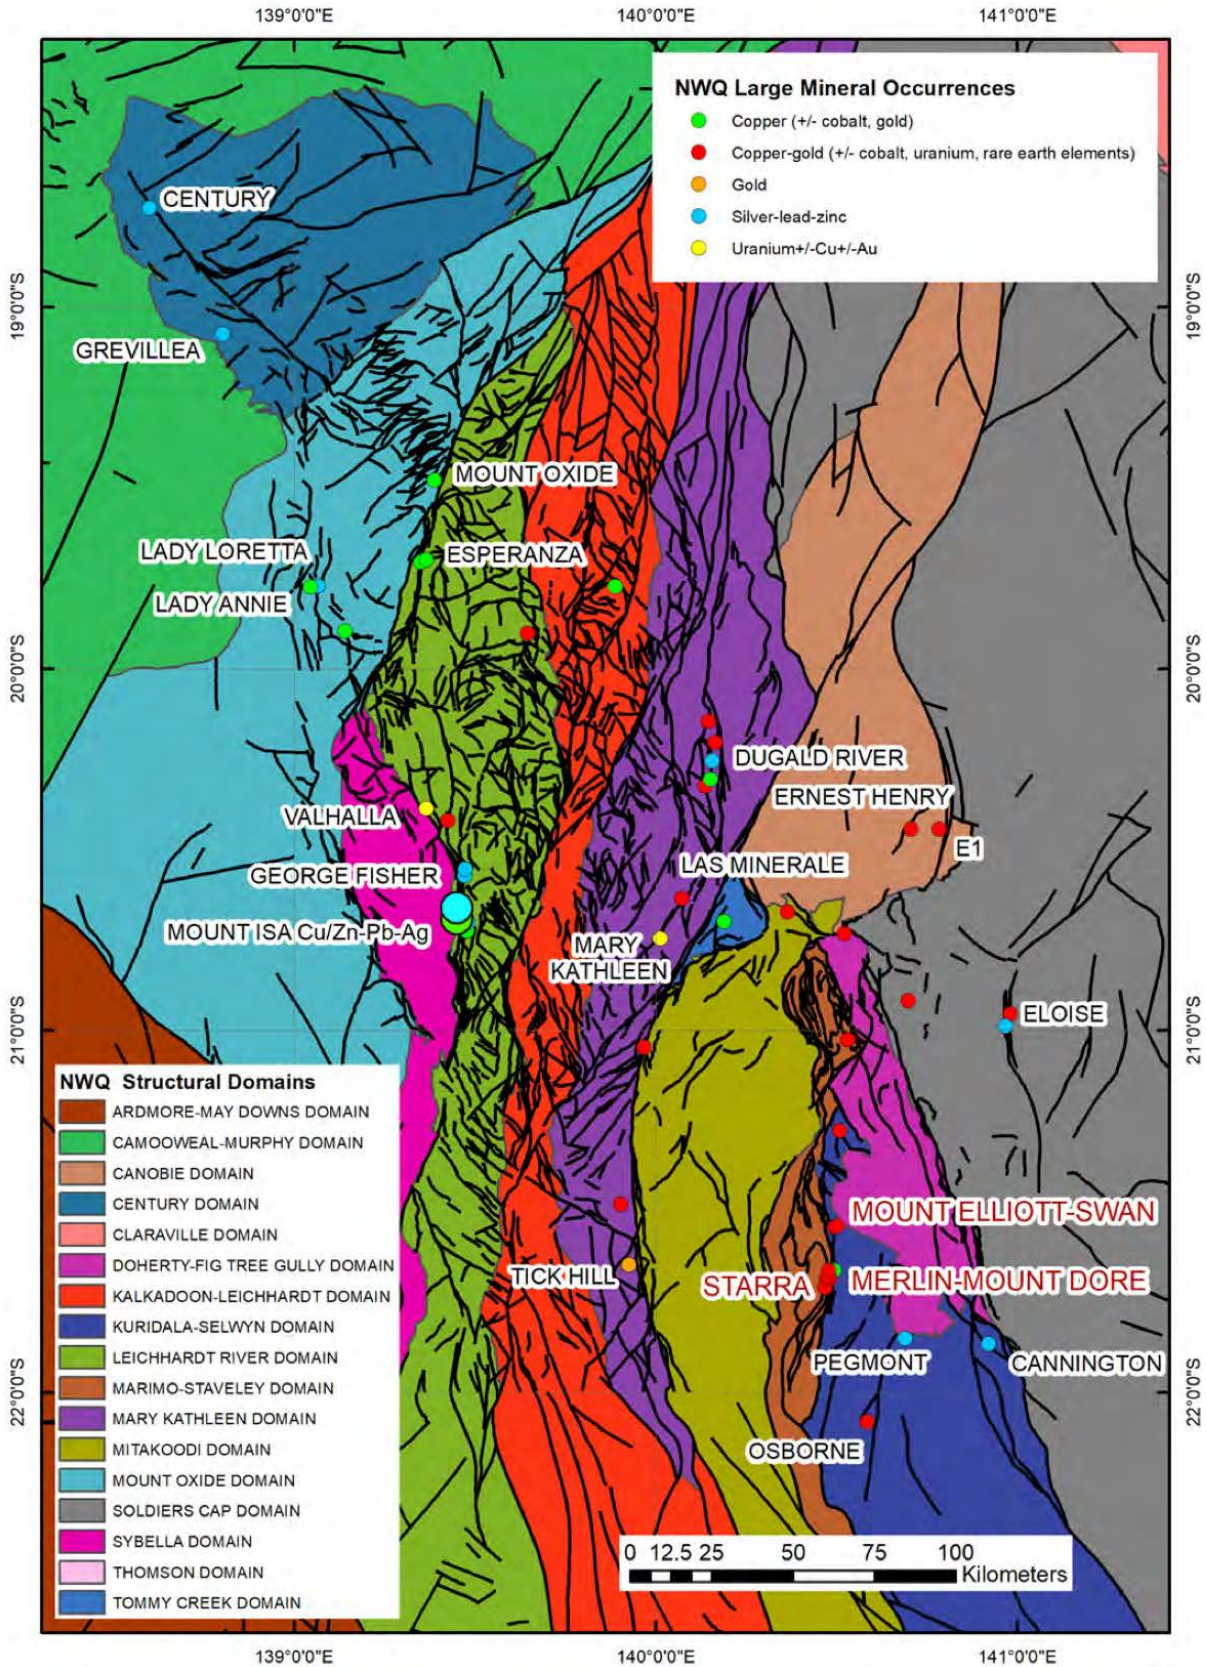 139°0'0"E 140°0'0"E 141°0'0"E
NWQ Large Mineral Occurrences
Copper (+/- cobalt, gold)
Copper-gold (+/- cobalt, uranium, rare earth elements)
Gold
Silver-lead-zinc
Uranium+/-Cu+/-Au
CENTURY
19°0'0"S 19°0'0"S
GREVILLEA
MOUNT OXIDE
LADY LORETTA
ESPERANZA
LADY ANNIE
20°0'0"S 20°0'0"S
DUGALD RIVER
ERNEST HENRY
VALHALLA
E1
LAS MINERALE
GEORGE FISHER
MOUNT ISA Cu/Zn-Pb-Ag
MARY
KATHLEEN
ELOISE
21°0'0"S 21°0'0"S
NWQ Structural Domains
ARDMORE-MAY DOWNS DOMAIN
CAMOOWEAL-MURPHY DOMAIN
CANOBIE DOMAIN
CENTURY DOMAIN
CLARAVILLE DOMAIN
DOHERTY-FIG TREE GULLY DOMAIN
KALKADOON-LEICHHARDT DOMAIN
KURIDALA-SELWYN DOMAIN
LEICHHARDT RIVER DOMAIN
MARIMO-STAVELEY DOMAIN
MARY KATHLEEN DOMAIN
MITAKOODI DOMAIN
MOUNT OXIDE DOMAIN
SOLDIERS CAP DOMAIN
SYBELLA DOMAIN
THOMSON DOMAIN
TOMMY CREEK DOMAIN
MOUNT ELLIOTT-SWAN
TICK HILL
STARRA
MERLIN-MOUNT DORE
PEGMONT
CANNINGTON
22°0'0"S 22°0'0"S
OSBORNE
0 12.5 25 50 75 100
Kilometers
139°0'0"E 140°0'0"E 141°0'0"E